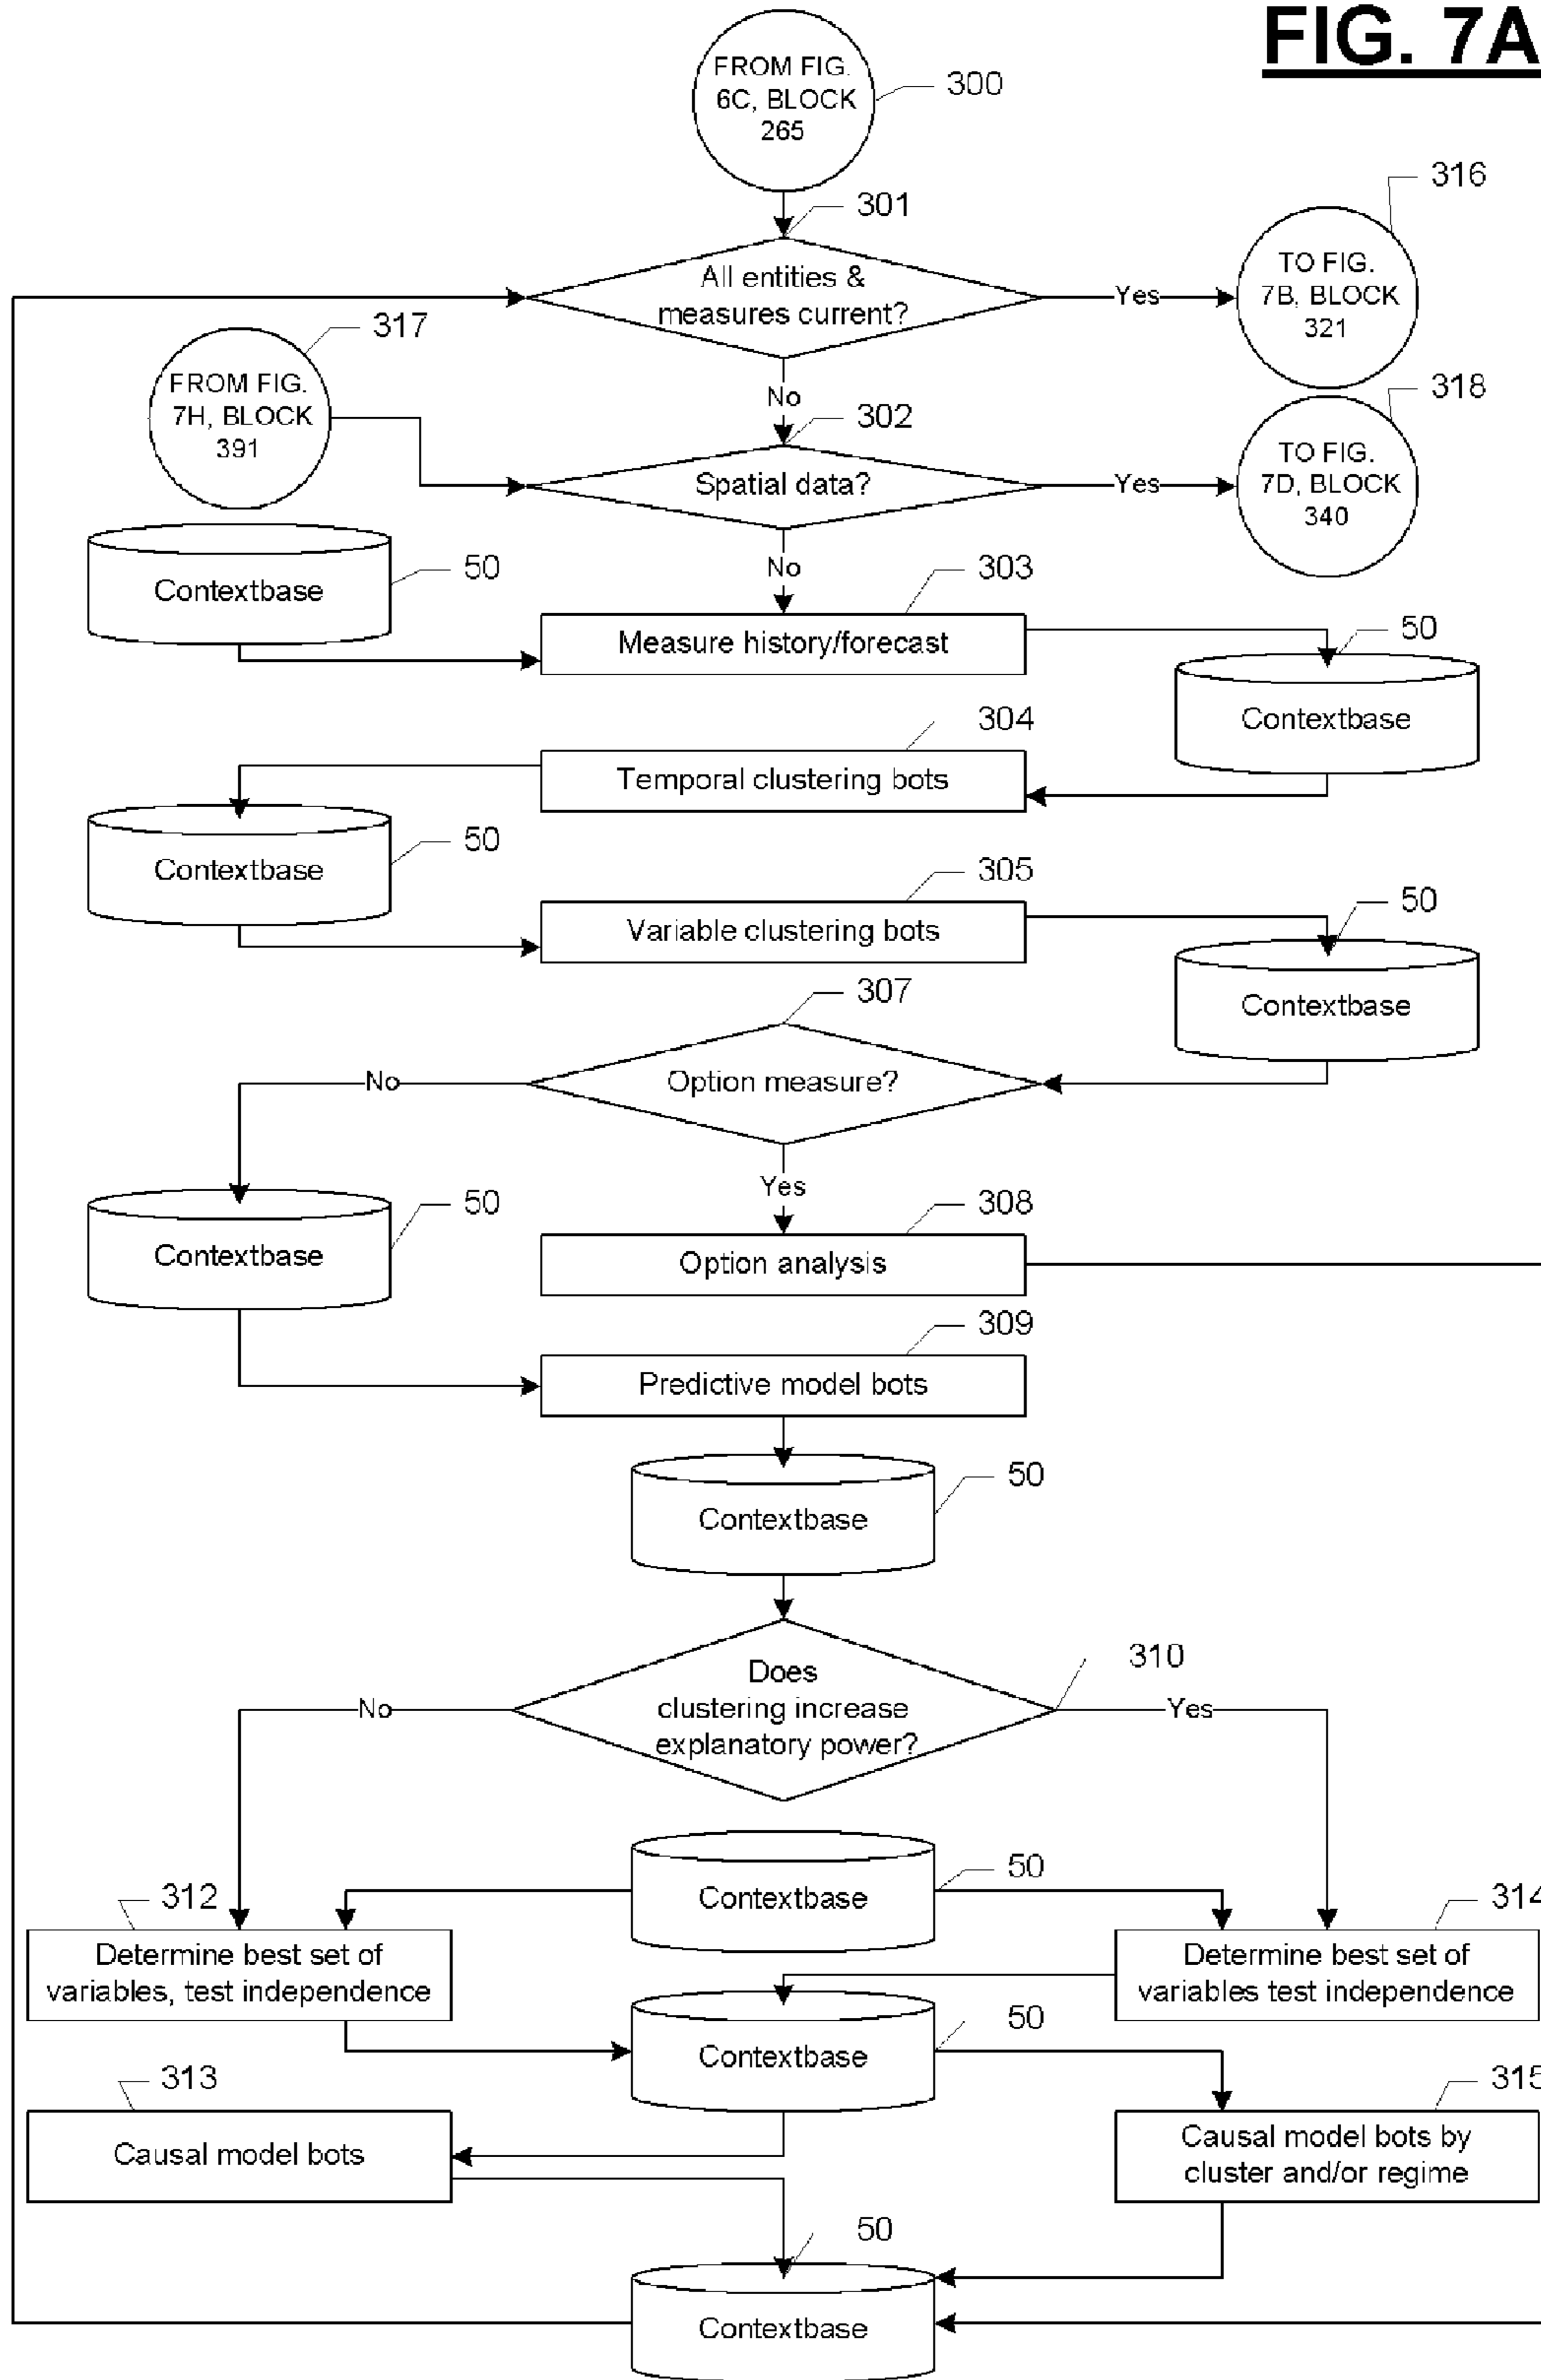 FIG. 7A
FROM FIG.
6C, BLOCK
265
300
301
All entities &
measures current?
Yes
316
TO FIG.
7B, BLOCK
321
317
FROM FIG.
7H, BLOCK
391
No
302
Spatial data?
Yes
318
TO FIG.
7D, BLOCK
340
Contextbase
50
No
303
Measure history/forecast
50
Contextbase
304
Temporal clustering bots
Contextbase
50
305
Variable clustering bots
50
Contextbase
307
Option measure?
No
Yes
Contextbase
50
308
Option analysis
309
Predictive model bots
Contextbase
50
310
Does
clustering increase
explanatory power?
No
Yes
Contextbase
50
312
Determine best set of
variables, test independence
314
Determine best set of
variables test independence
Contextbase
50
313
Causal model bots
315
Causal model bots by
cluster and/or regime
50
Contextbase